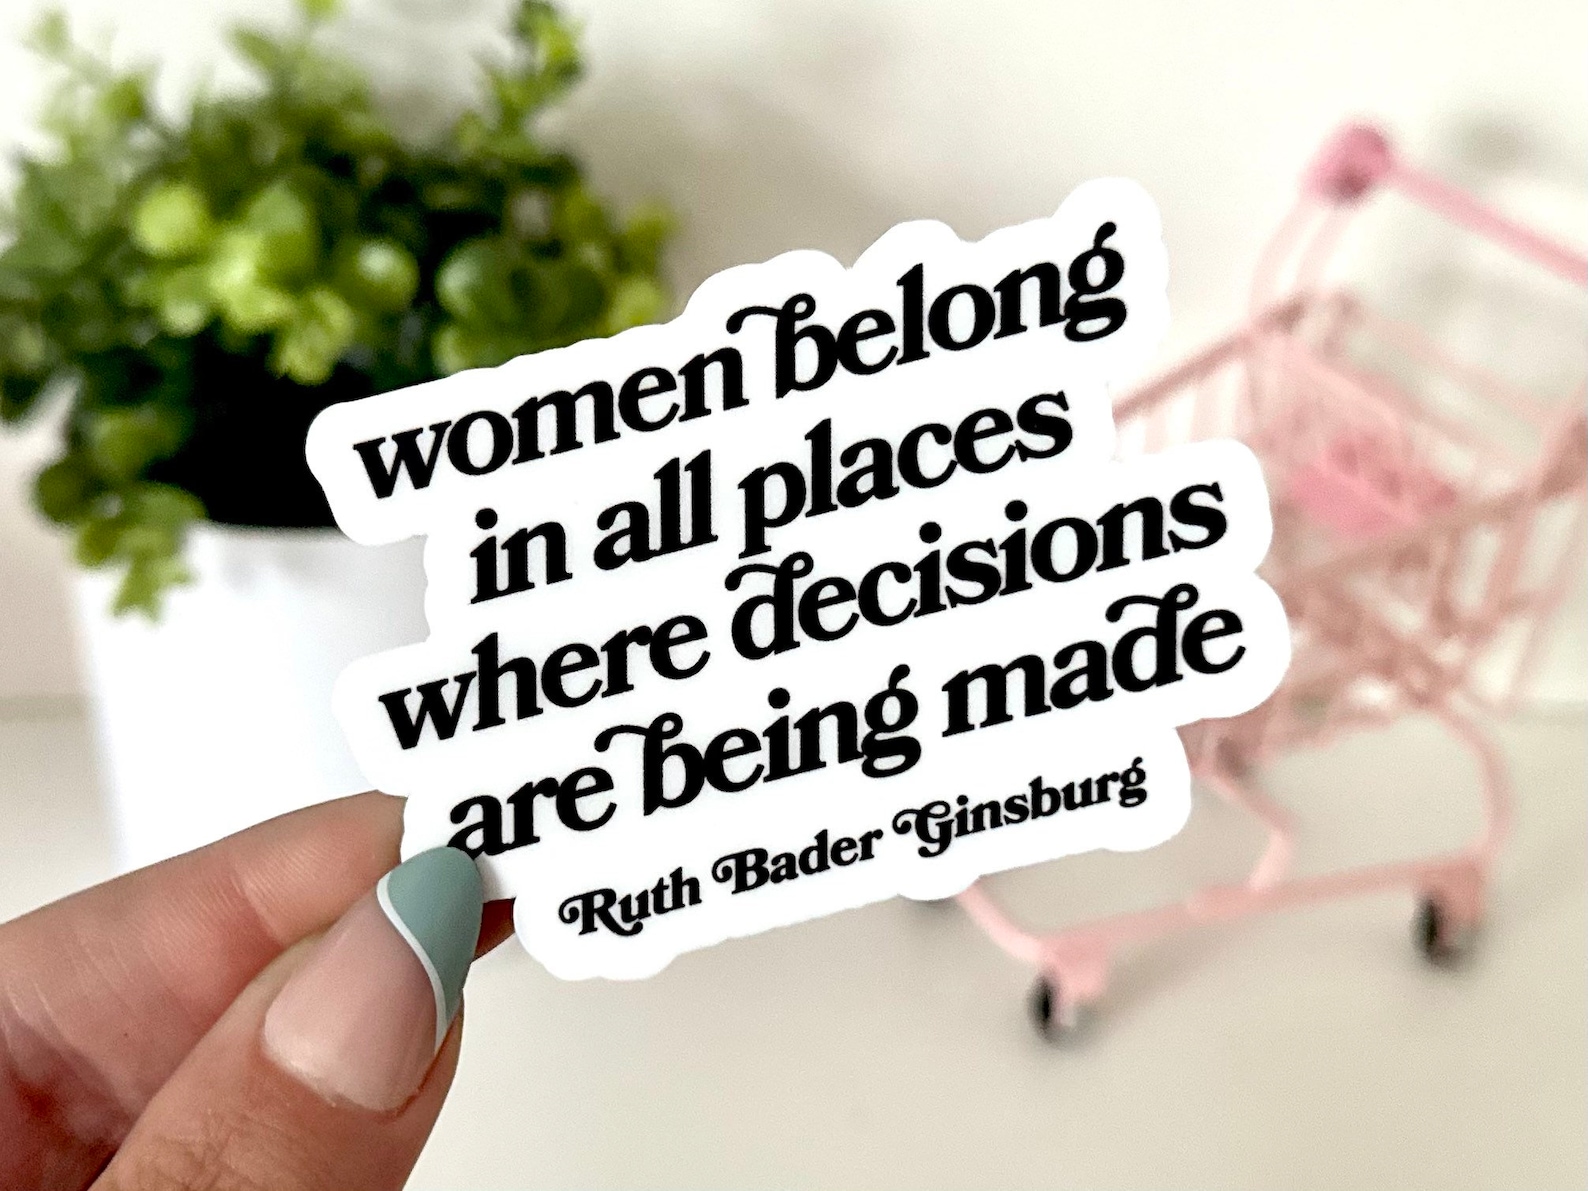 women belong
in all places
where decisions
are being made
Ruth Bader Ginsburg